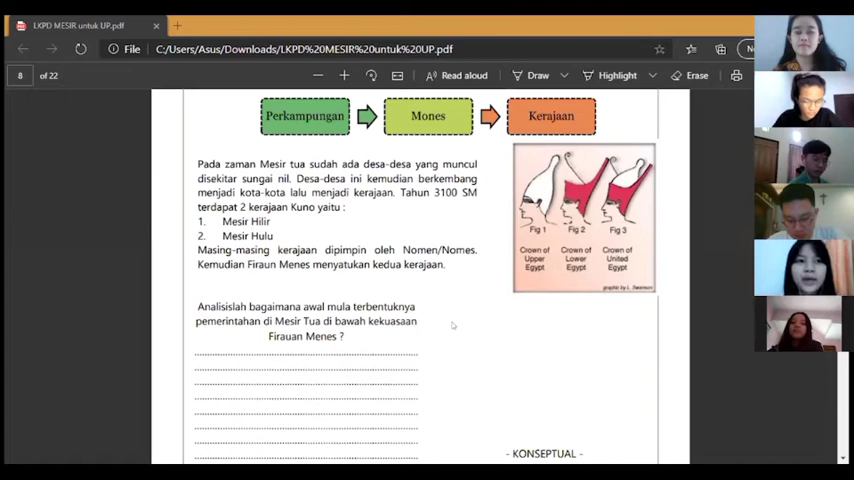 LKPD MESIR untuk UP.pdf
File
C:/Users/Asus/Downloads/LKPD%20MESIR%20untuk%20UP.pdf
8 of 22
Read aloud
Draw
Highlight
Erase
Perkampungan
Mones
Kerajaan
Pada zaman Mesir tua sudah ada desa-desa yang muncul
disekitar sungai nil. Desa-desa ini kemudian berkembang
menjadi kota-kota lalu menjadi kerajaan. Tahun 3100 SM
terdapat 2 kerajaan Kuno yaitu :
1. Mesir Hilir
2. Mesir Hulu
Masing-masing kerajaan dipimpin oleh Nomen/Nomes.
Kemudian Firaun Menes menyatukan kedua kerajaan.
Fig 1 Fig 2 Fig 3
Crown of Upper Egypt
Crown of Lower Egypt
Crown of United Egypt
graphic by L. Swanson
Analisislah bagaimana awal mula terbentuknya
pemerintahan di Mesir Tua di bawah kekuasaan
Firauan Menes ?
- KONSEPTUAL -